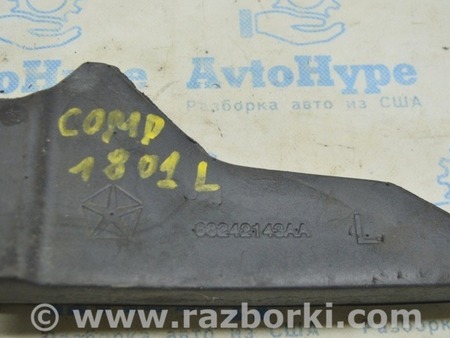 AvtoHype
Разборка авто из США
COMP
1801 L
68242143AA L
www.razborki.com